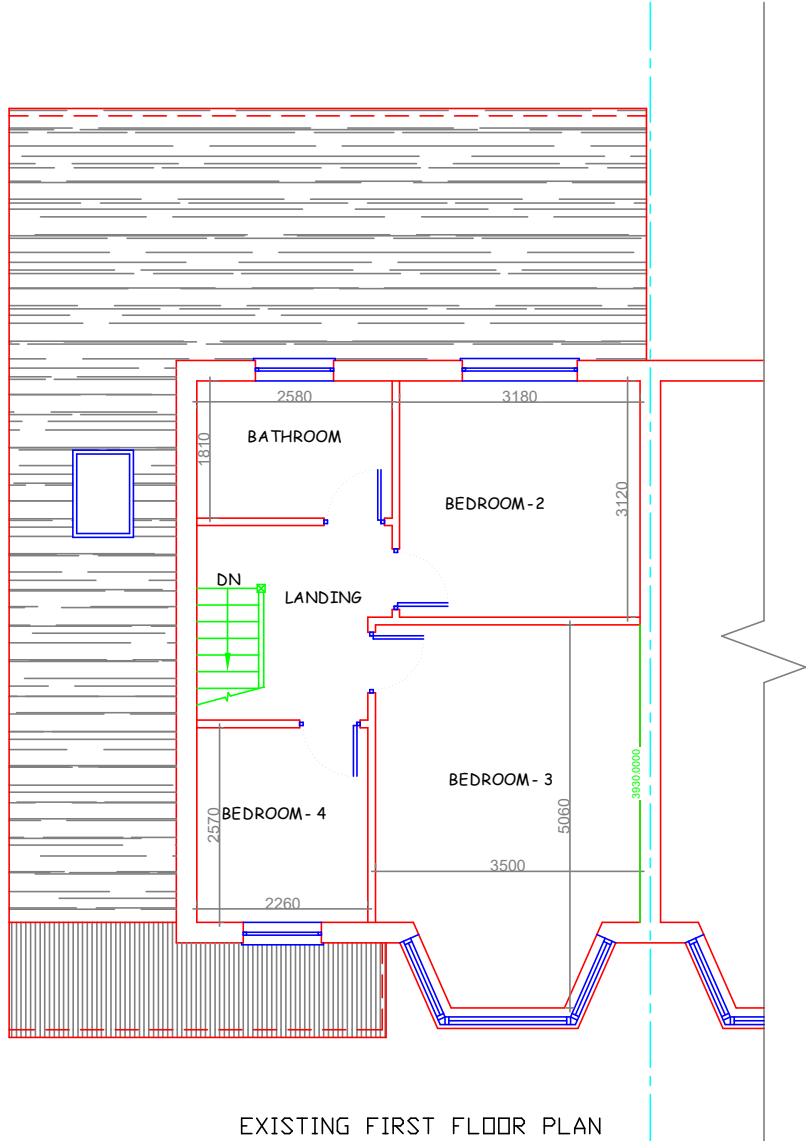 2580
3180
BATHROOM
1810
3120
BEDROOM-2
DN
LANDING
BEDROOM- 3
3930.0000
5060
BEDROOM- 4
2570
3500
2260
EXISTING FIRST FLOOR PLAN